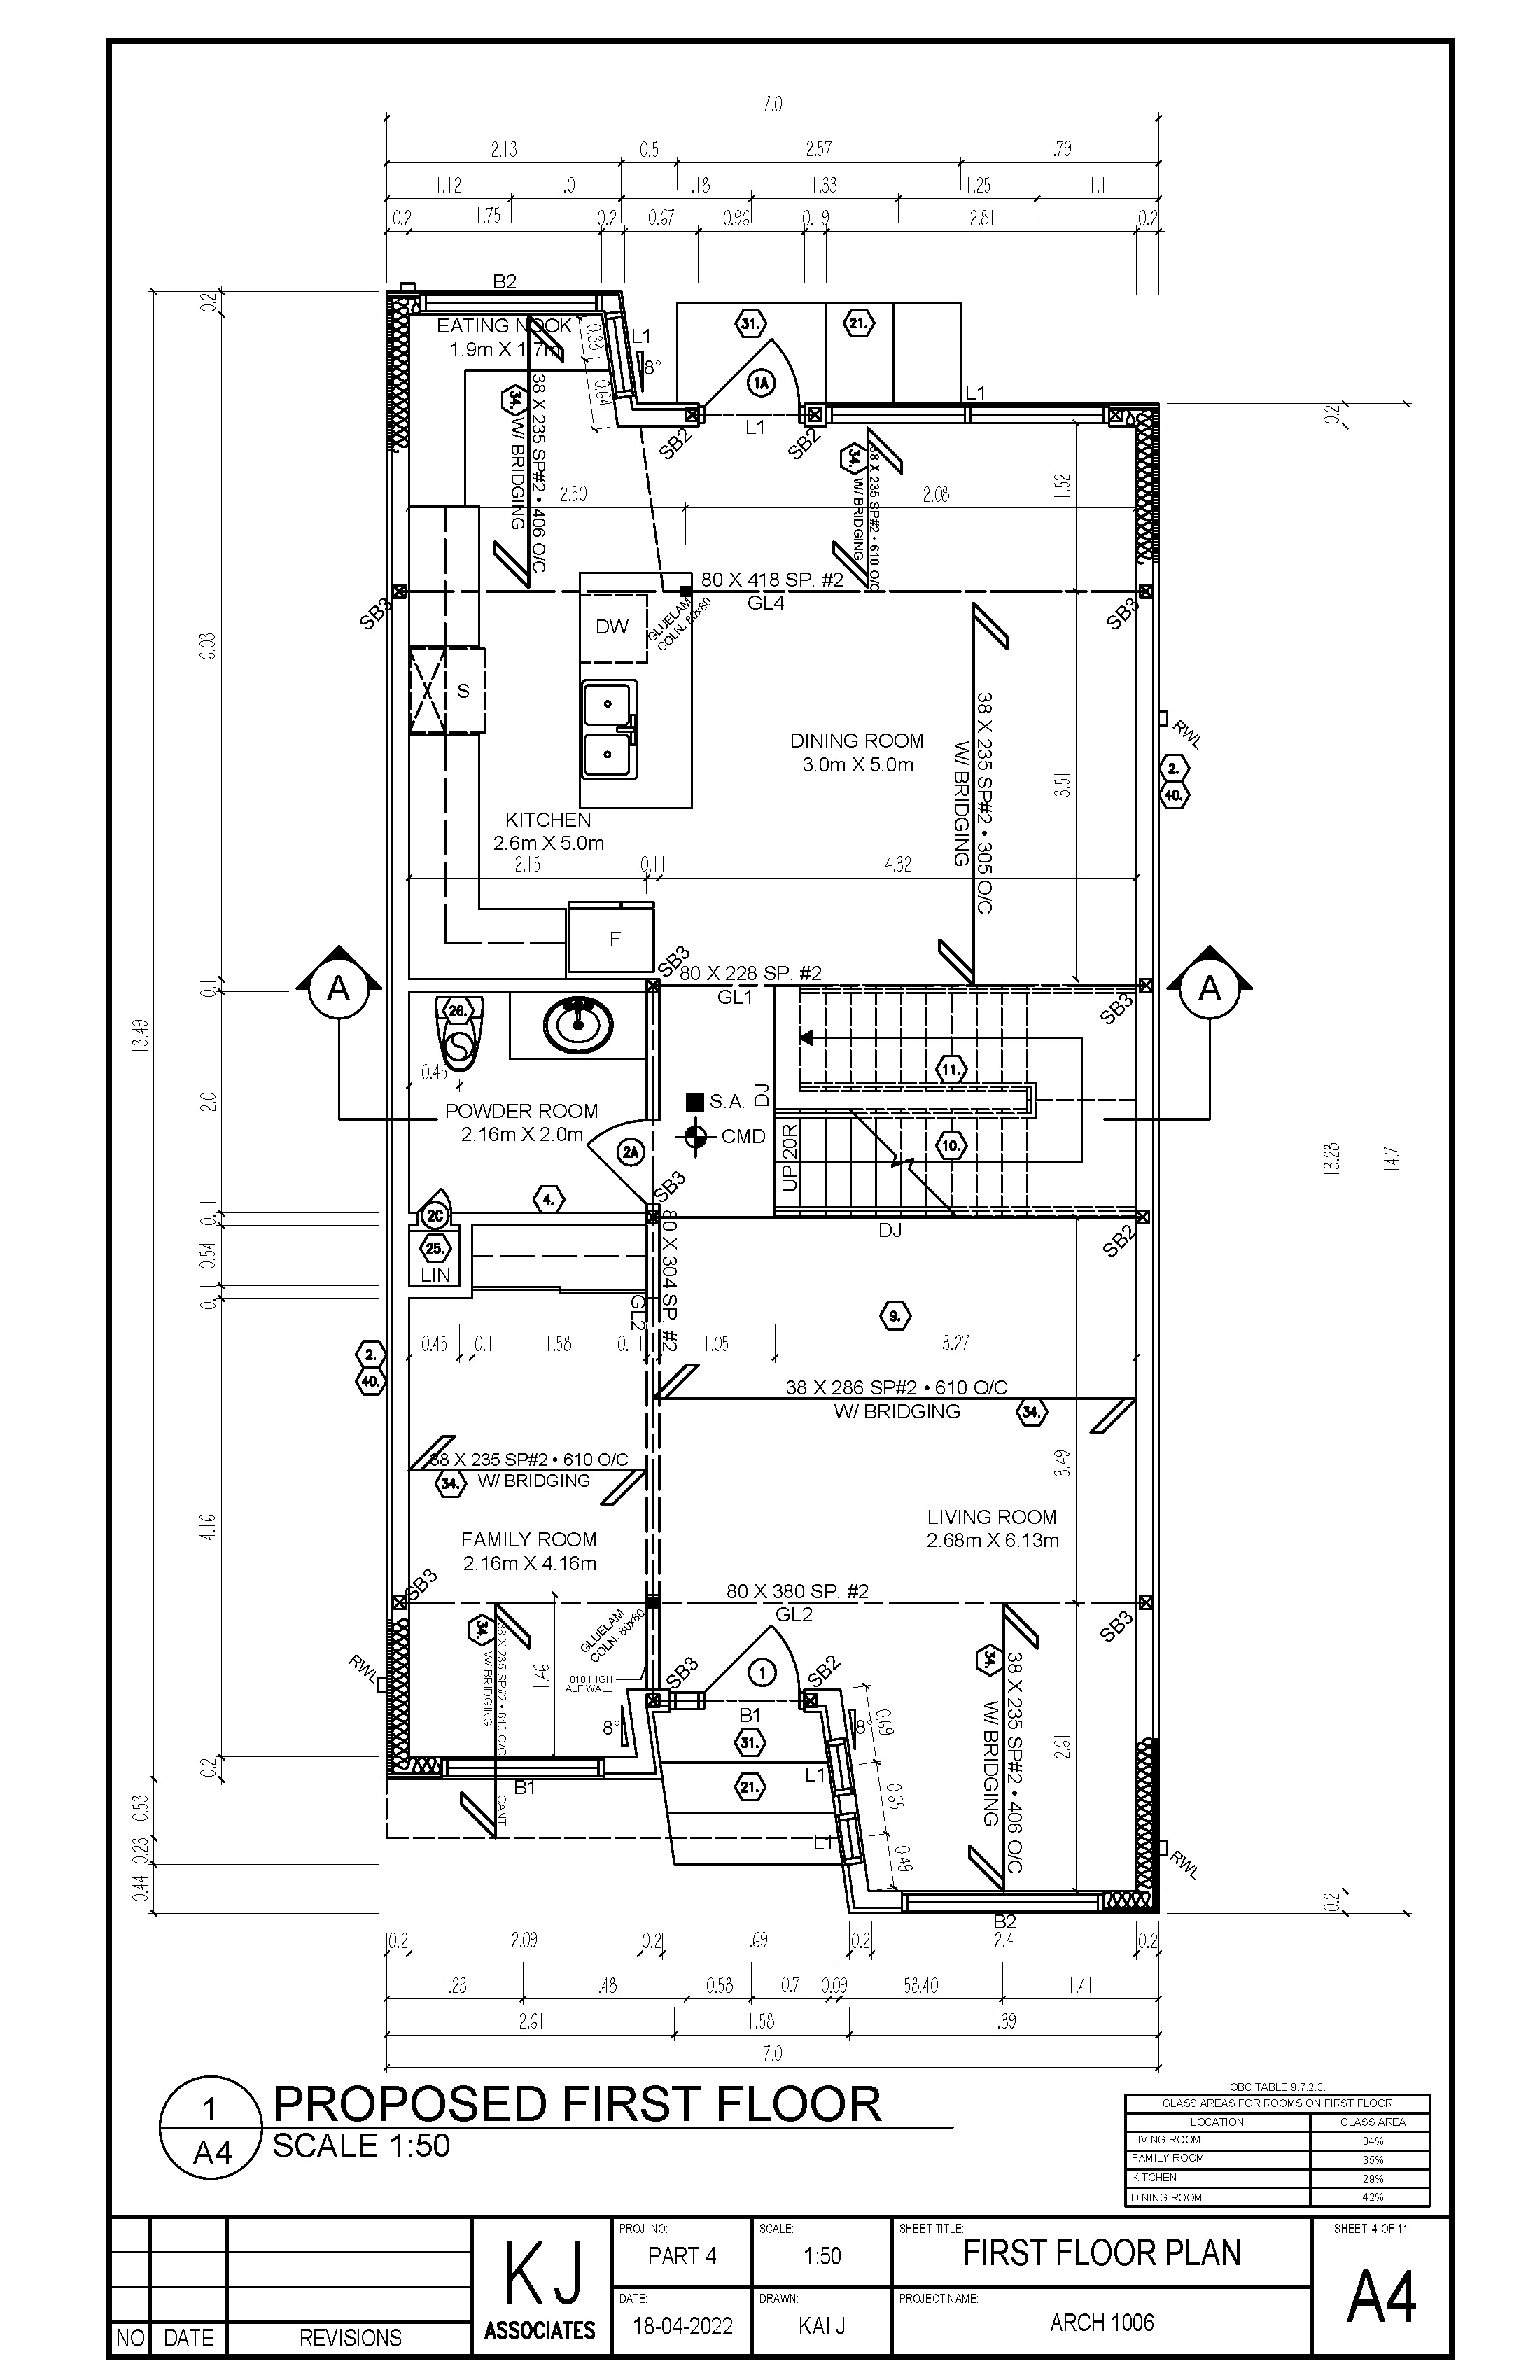 7.0
2.13 0.5 2.57 1.79
1.12 1.0 1.18 1.33 1.25 1.1
0.2 1.75 0.2 0.67 0.96 0.19 2.81 0.2
B2
EATING NOOK
1.9m X 1.7m
0.38
0.64
L1
8°
31.
21.
1A
L1
L1
SB2
SB2
34.
38 X 235 SP#2 • 406 O/C
W/ BRIDGING
34.
38 X 235 SP#2 • 610 O/C
W/ BRIDGING
0.2
0.2
1.52
2.50
2.08
80 X 418 SP. #2
GL4
SB3
SB3
GLUELAM
COLN. 80x80
DW
S
6.03
38 X 235 SP#2 • 305 O/C
W/ BRIDGING
DINING ROOM
3.0m X 5.0m
3.51
RWL
2.
40.
KITCHEN
2.6m X 5.0m
2.15 0.11 4.32
F
SB3
80 X 228 SP. #2
GL1
SB3
A
A
0.11
13.49
26.
0.45
2.0
POWDER ROOM
2.16m X 2.0m
S.A.
CMD
DJ
UP 20R
11.
10.
2A
4.
13.28
14.7
SB3
2C
25.
LIN
0.11
0.54
0.11
DJ
SB2
80 X 304 SP. #2
GL2
9.
0.45 0.11 1.58 0.11 1.05 3.27
2.
40.
38 X 286 SP#2 • 610 O/C
W/ BRIDGING
34.
38 X 235 SP#2 • 610 O/C
W/ BRIDGING
34.
3.49
4.16
LIVING ROOM
2.68m X 6.13m
FAMILY ROOM
2.16m X 4.16m
SB3
80 X 380 SP. #2
GL2
SB3
34.
38 X 235 SP#2 • 610 O/C
W/ BRIDGING
CANT
GLUELAM
COLN. 80x80
1.46
810 HIGH
HALF WALL
SB3
SB2
1
B1
8°
8°
RWL
34.
38 X 235 SP#2 • 406 O/C
W/ BRIDGING
2.61
0.69
0.65
0.49
31.
21.
L1
L1
B1
0.2
0.53
0.23
0.44
RWL
0.2
B2
0.2 2.09 0.2 1.69 0.2 2.4 0.2
1.23 1.48 0.58 0.7 0.09 58.40 1.41
2.61 1.58 1.39
7.0
1
A4
PROPOSED FIRST FLOOR
SCALE 1:50
OBC TABLE 9.7.2.3.
GLASS AREAS FOR ROOMS ON FIRST FLOOR
LOCATION GLASS AREA
LIVING ROOM 34%
FAMILY ROOM 35%
KITCHEN 29%
DINING ROOM 42%
NO DATE REVISIONS
KJ
ASSOCIATES
PROJ. NO:
PART 4
SCALE:
1:50
SHEET TITLE:
FIRST FLOOR PLAN
SHEET 4 OF 11
A4
DATE:
18-04-2022
DRAWN:
KAI J
PROJECT NAME:
ARCH 1006